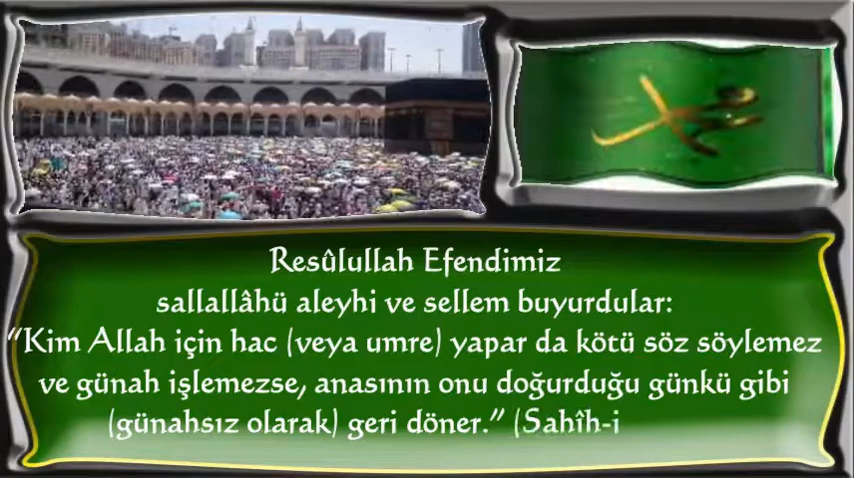 محمد
Resûlullah Efendimiz
sallallâhü aleyhi ve sellem buyurdular:
“Kim Allah için hac (veya umre) yapar da kötü söz söylemez
ve günah işlemezse, anasının onu doğurduğu günkü gibi
(günahsız olarak) geri döner.” (Sahîh-i